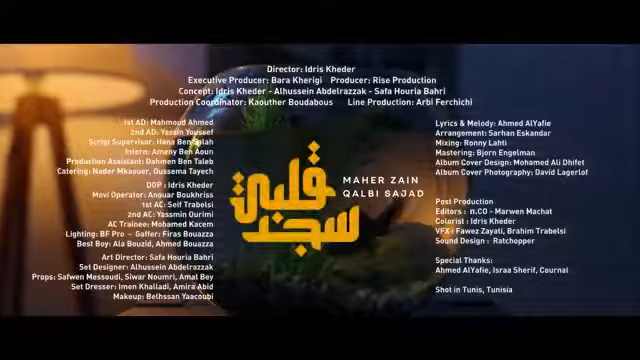 Director: Idris Kheder
Executive Producer: Bara Kherigi Producer: Rise Production
Concept: Idris Kheder - Alhussein Abdelrazzak - Safa Houria Bahri
Production Coordinator: Kaouther Boudabous Line Production: Arbi Ferchichi
1st AD: Mahmoud Ahmed
2nd AD: Yassin Youssef
Script Supervisor: Hana Ben Salah
Intern: Ameny Ben Aoun
Production Assistant: Dahmen Ben Taleb
Catering: Nader Mkaouer, Oussema Tayech
DOP : Idris Kheder
Movi Operator: Anouar Boukhriss
1st AC: Seif Trabelsi
2nd AC: Yassmin Ourimi
AC Trainee: Mohamed Kacem
Lighting: BF Pro - Gaffer: Firas Bouazza
Best Boy: Ala Bouzid, Ahmed Bouazza
Art Director: Safa Houria Bahri
Set Designer: Alhussein Abdelrazzak
Props: Safwen Messoudi, Siwar Noumri, Amal Bey
Set Dresser: Imen Khalladi, Amira Abid
Makeup: Belhssan Yaacoubi
قلبي
سجد
MAHER ZAIN
QALBI SAJAD
Lyrics & Melody: Ahmed AlYafie
Arrangement: Sarhan Eskandar
Mixing: Ronny Lahti
Mastering: Bjorn Engelman
Album Cover Design: Mohamed Ali Dhifet
Album Cover Photography: David Lagerlof
Post Production
Editors : n.CO - Marwen Machat
Colorist : Idris Kheder
VFX : Fawez Zayati, Brahim Trabelsi
Sound Design : Ratchopper
Special Thanks:
Ahmed AlYafie, Israa Sherif, Cournal
Shot in Tunis, Tunisia